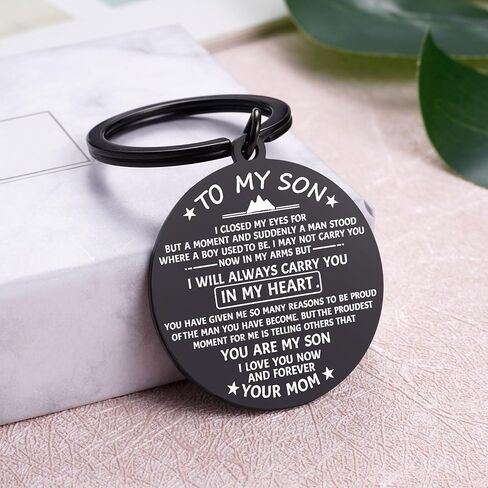 TO MY SON
I CLOSED MY EYES FOR
BUT A MOMENT AND SUDDENLY A MAN STOOD
WHERE A BOY USED TO BE. I MAY NOT CARRY YOU
NOW IN MY ARMS BUT
I WILL ALWAYS CARRY YOU
IN MY HEART.
YOU HAVE GIVEN ME SO MANY REASONS TO BE PROUD
OF THE MAN YOU HAVE BECOME. BUT THE PROUDEST
MOMENT FOR ME IS TELLING OTHERS THAT
YOU ARE MY SON
I LOVE YOU NOW
AND FOREVER
YOUR MOM